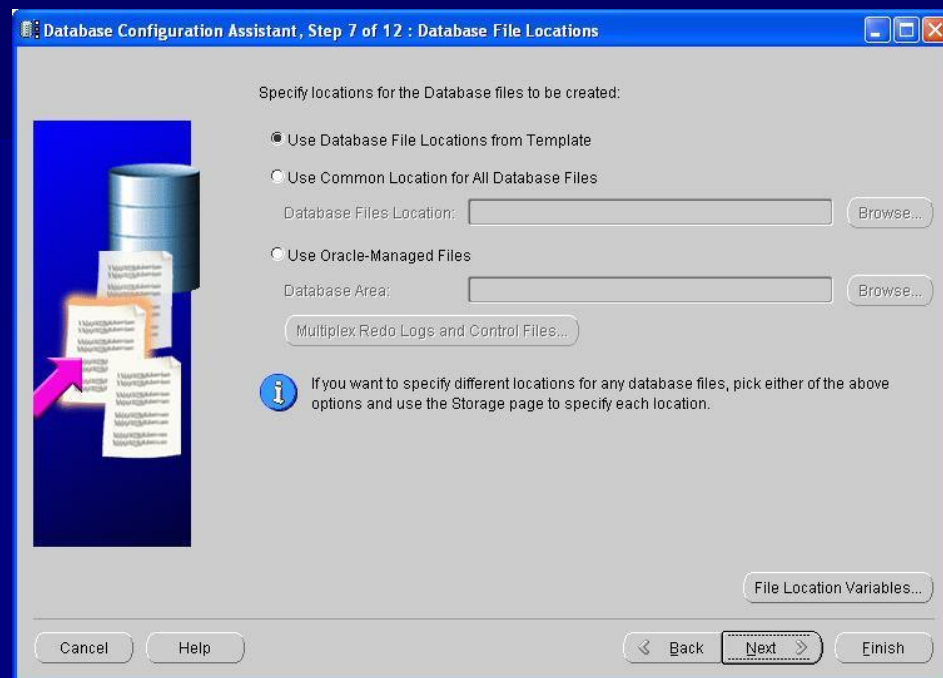 Database Configuration Assistant, Step 7 of 12 : Database File Locations
Specify locations for the Database files to be created:
Use Database File Locations from Template
Use Common Location for All Database Files
Database Files Location:
Browse...
Use Oracle-Managed Files
Database Area:
Browse...
Multiplex Redo Logs and Control Files...
If you want to specify different locations for any database files, pick either of the above
options and use the Storage page to specify each location.
File Location Variables...
Cancel
Help
Back
Next
Finish